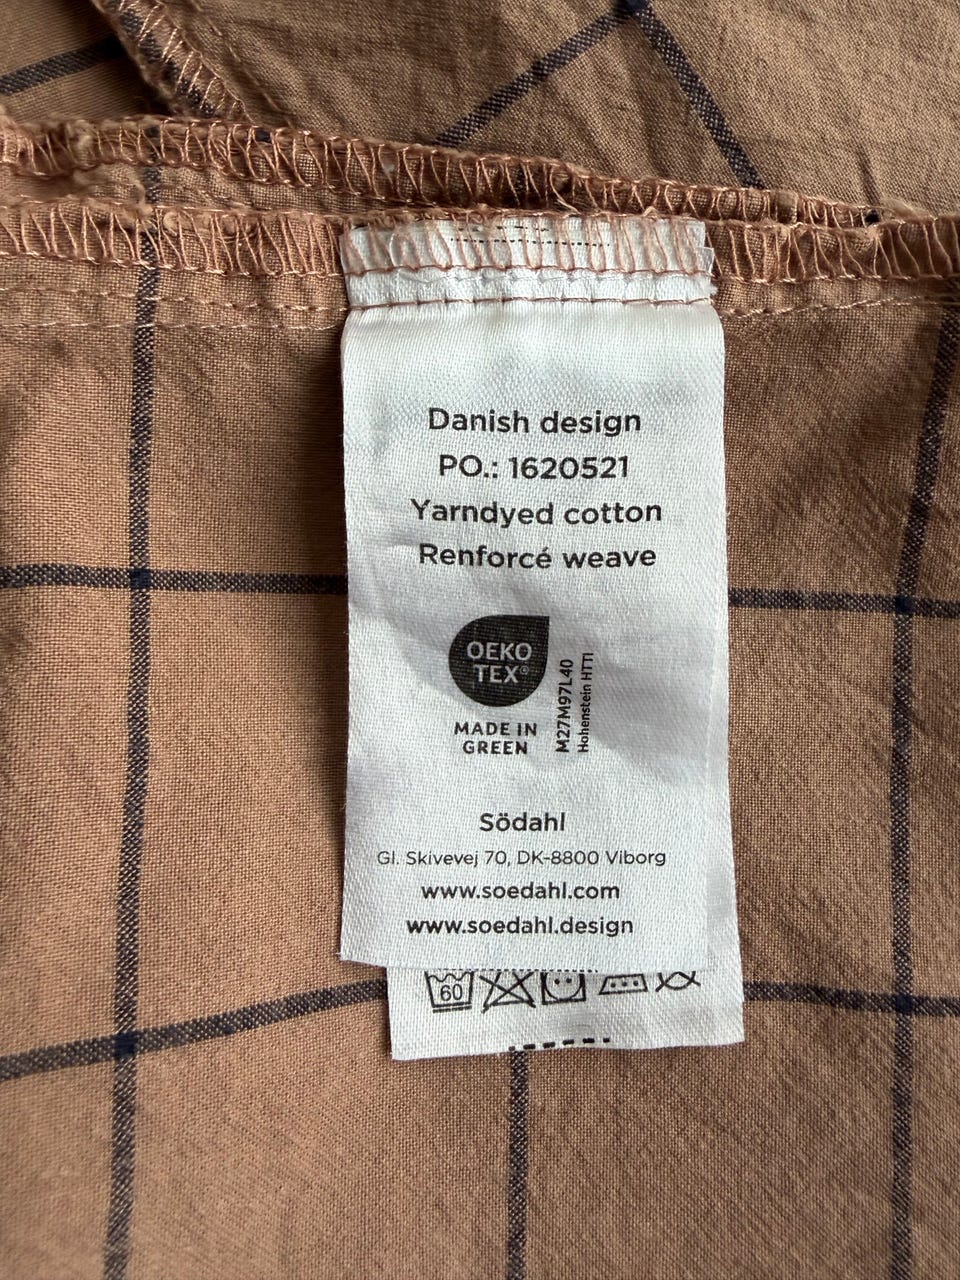 Danish design
PO.: 1620521
Yarndyed cotton
Renforcé weave
OEKO
TEX®
MADE IN
GREEN
M27M97L40
Hohenstein HTTI
Södahl
Gl. Skivevej 70, DK-8800 Viborg
www.soedahl.com
www.soedahl.design
60